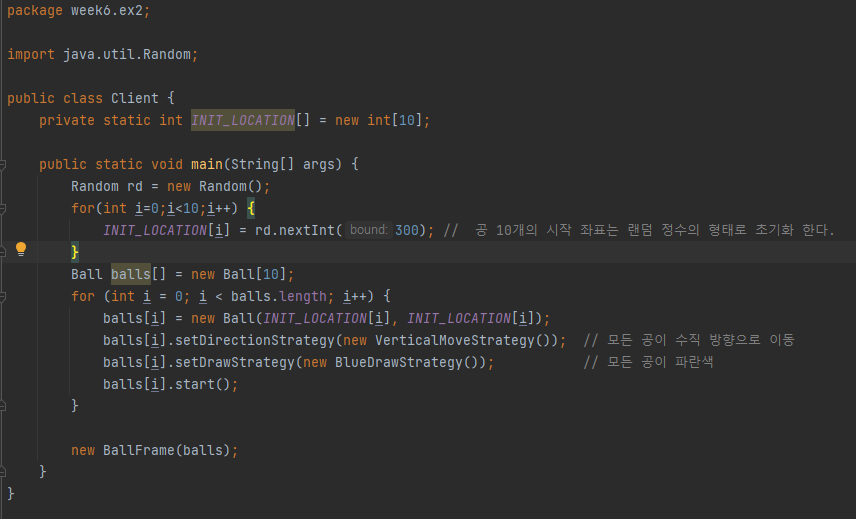 package week6.ex2;
import java.util.Random;
public class Client {
private static int INIT_LOCATION[] = new int[10];
public static void main(String[] args) {
Random rd = new Random();
for(int i=0;i<10;i++) {
INIT_LOCATION[i] = rd.nextInt( bound: 300); //  공 10개의 시작 좌표는 랜덤 정수의 형태로 초기화 한다.
}
Ball balls[] = new Ball[10];
for (int i = 0; i < balls.length; i++) {
balls[i] = new Ball(INIT_LOCATION[i], INIT_LOCATION[i]);
balls[i].setDirectionStrategy(new VerticalMoveStrategy());  // 모든 공이 수직 방향으로 이동
balls[i].setDrawStrategy(new BlueDrawStrategy());           // 모든 공이 파란색
balls[i].start();
}
new BallFrame(balls);
}
}